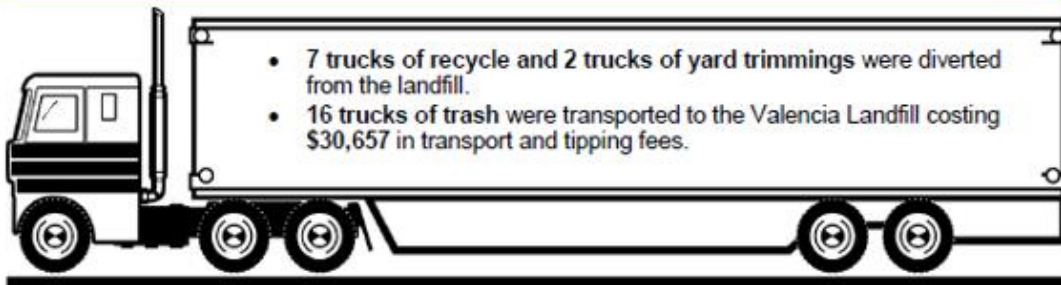 • 7 trucks of recycle and 2 trucks of yard trimmings were diverted
from the landfill.
• 16 trucks of trash were transported to the Valencia Landfill costing
$30,657 in transport and tipping fees.